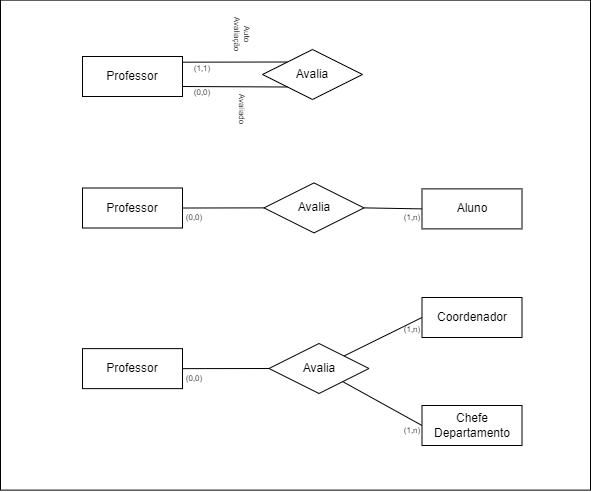 Auto
Avaliação
Professor
(1,1)
Avalia
(0,0)
Avaliado
Professor
(0,0)
Avalia
(1,n)
Aluno
Coordenador
(1,n)
Professor
(0,0)
Avalia
Chefe
Departamento
(1,n)